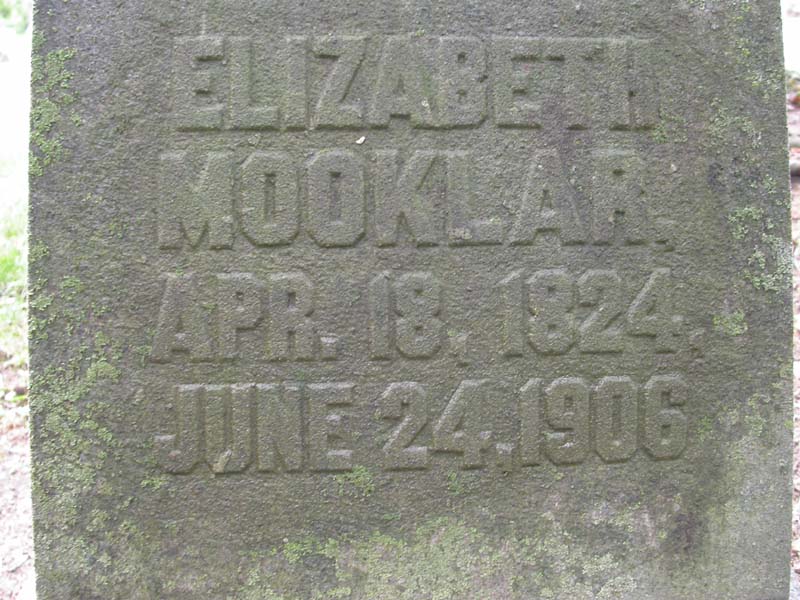 ELIZABETH
MOOKLAR,
APR. 18, 1824,
JUNE 24, 1906